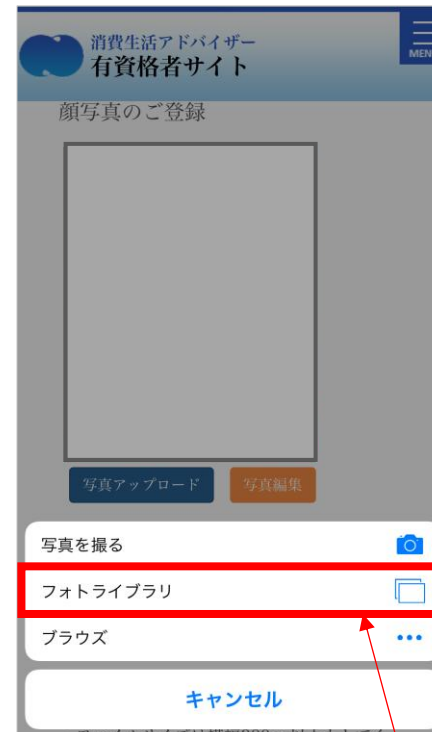 消費生活アドバイザー
有資格者サイト
MEN
顔写真のご登録
写真アップロード
写真編集
写真を撮る
フォトライブラリ
ブラウズ
キャンセル